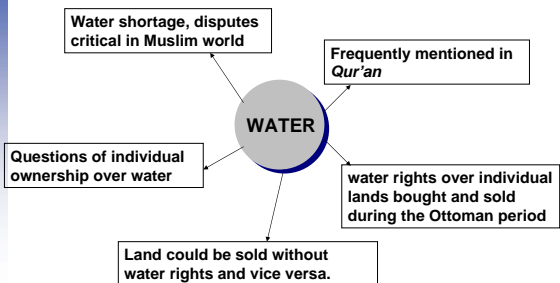 Water shortage, disputes
critical in Muslim world
Frequently mentioned in
Qur'an
WATER
Questions of individual
ownership over water
water rights over individual
lands bought and sold
during the Ottoman period
Land could be sold without
water rights and vice versa.